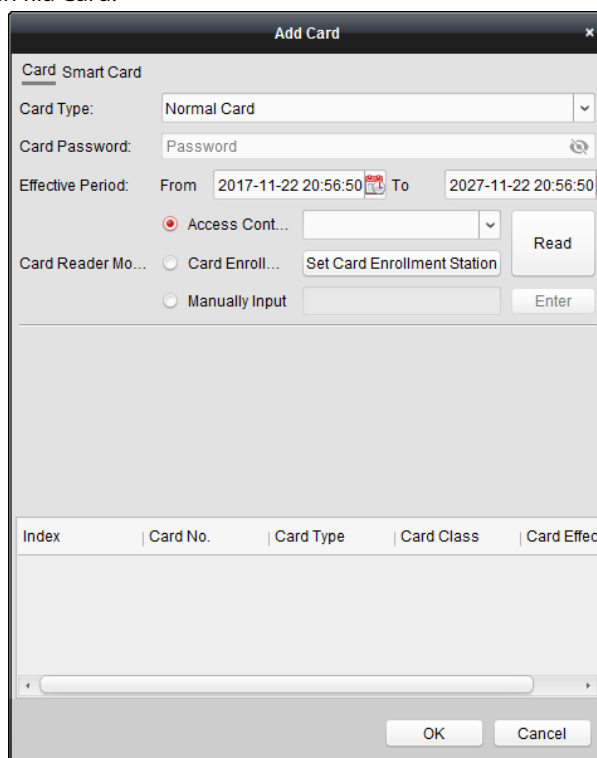 Add Card ×
Card Smart Card
Card Type: Normal Card
Card Password: Password
Effective Period: From 2017-11-22 20:56:50 To 2027-11-22 20:56:50
Access Cont...
Read
Card Reader Mo... Card Enroll... Set Card Enrollment Station
Manually Input Enter
Index Card No. Card Type Card Class Card Effec
OK Cancel